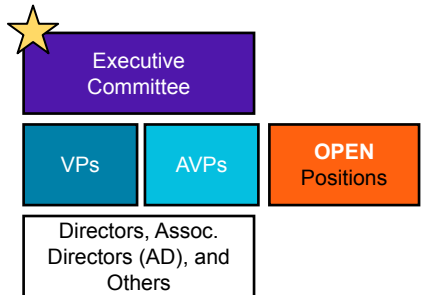 Executive
Committee
VPs
AVPs
OPEN
Positions
Directors, Assoc.
Directors (AD), and
Others